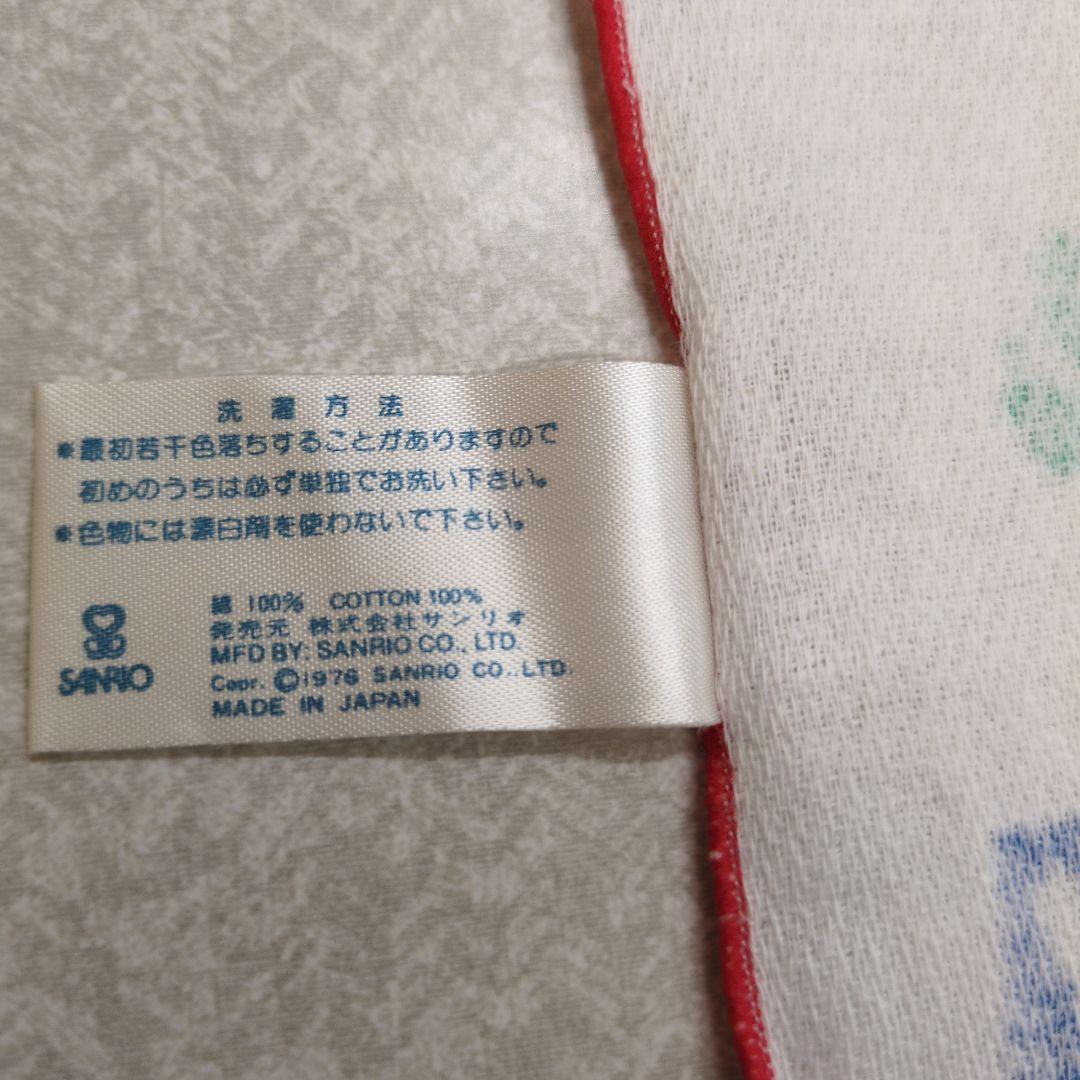 洗濯方法
※最初若干色落ちすることがありますので
初めのうちは必ず単独でお洗い下さい。
※色物には漂白剤を使わないで下さい。
綿 100% COTTON 100%
発売元 株式会社サンリオ
MFD BY: SANRIO CO., LTD.
Copr. ©1976 SANRIO CO., LTD.
MADE IN JAPAN
SANRIO